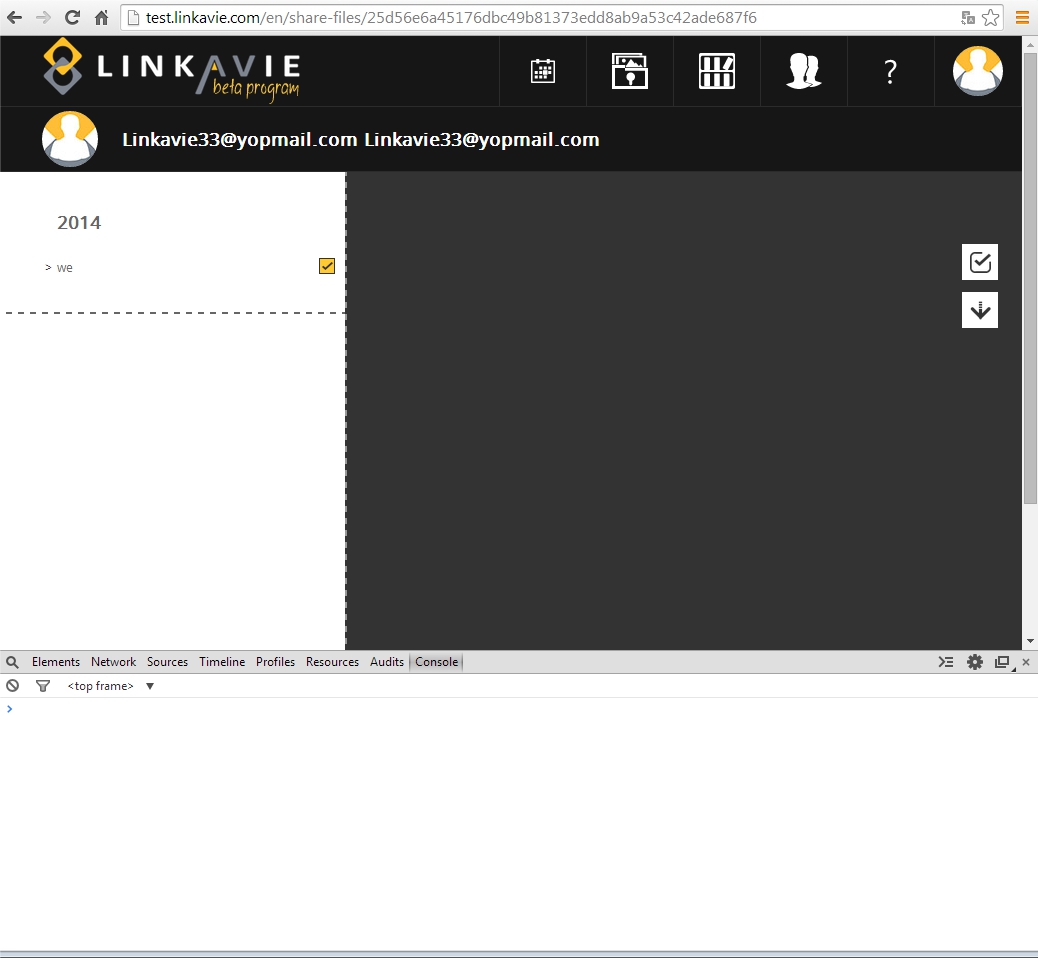 test.linkavie.com/en/share-files/25d56e6a45176dbc49b81373edd8ab9a53c42ade687f6
LINKAVIE
beta program
?
Linkavie33@yopmail.com Linkavie33@yopmail.com
2014
> we
Elements Network Sources Timeline Profiles Resources Audits Console
<top frame> ▼
>